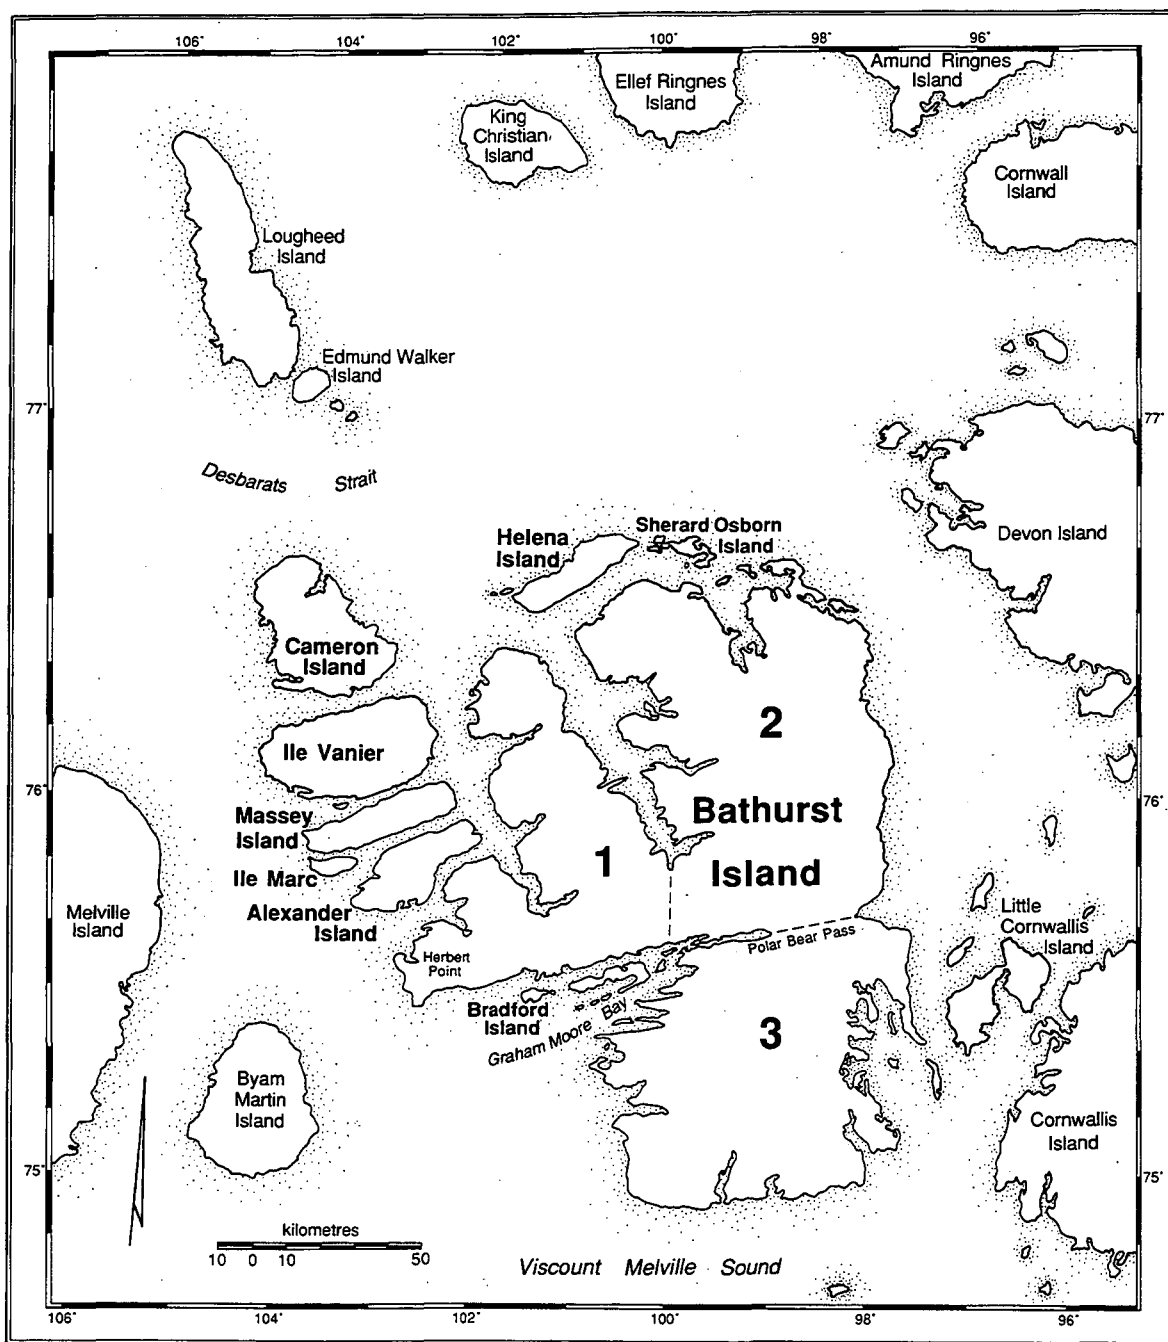 106° 104° 102° 100° 98° 96°
Ellef Ringnes
Island
Amund Ringnes
Island
King
Christian
Island
Cornwall
Island
Lougheed
Island
Edmund Walker
Island
77° 77°
Desbarats Strait
Helena
Island
Sherard Osborn
Island
Devon Island
Cameron
Island
2
Ile Vanier
76° 76°
Massey
Island
Bathurst
Island
1
Ile Marc
Alexander
Island
Melville
Island
Little
Cornwallis
Island
Polar Bear Pass
Herbert
Point
Bradford
Island
Graham Moore Bay
3
Byam
Martin
Island
Cornwallis
Island
75° 75°
kilometres
10 0 10 50
Viscount Melville Sound
106° 104° 102° 100° 98° 96°